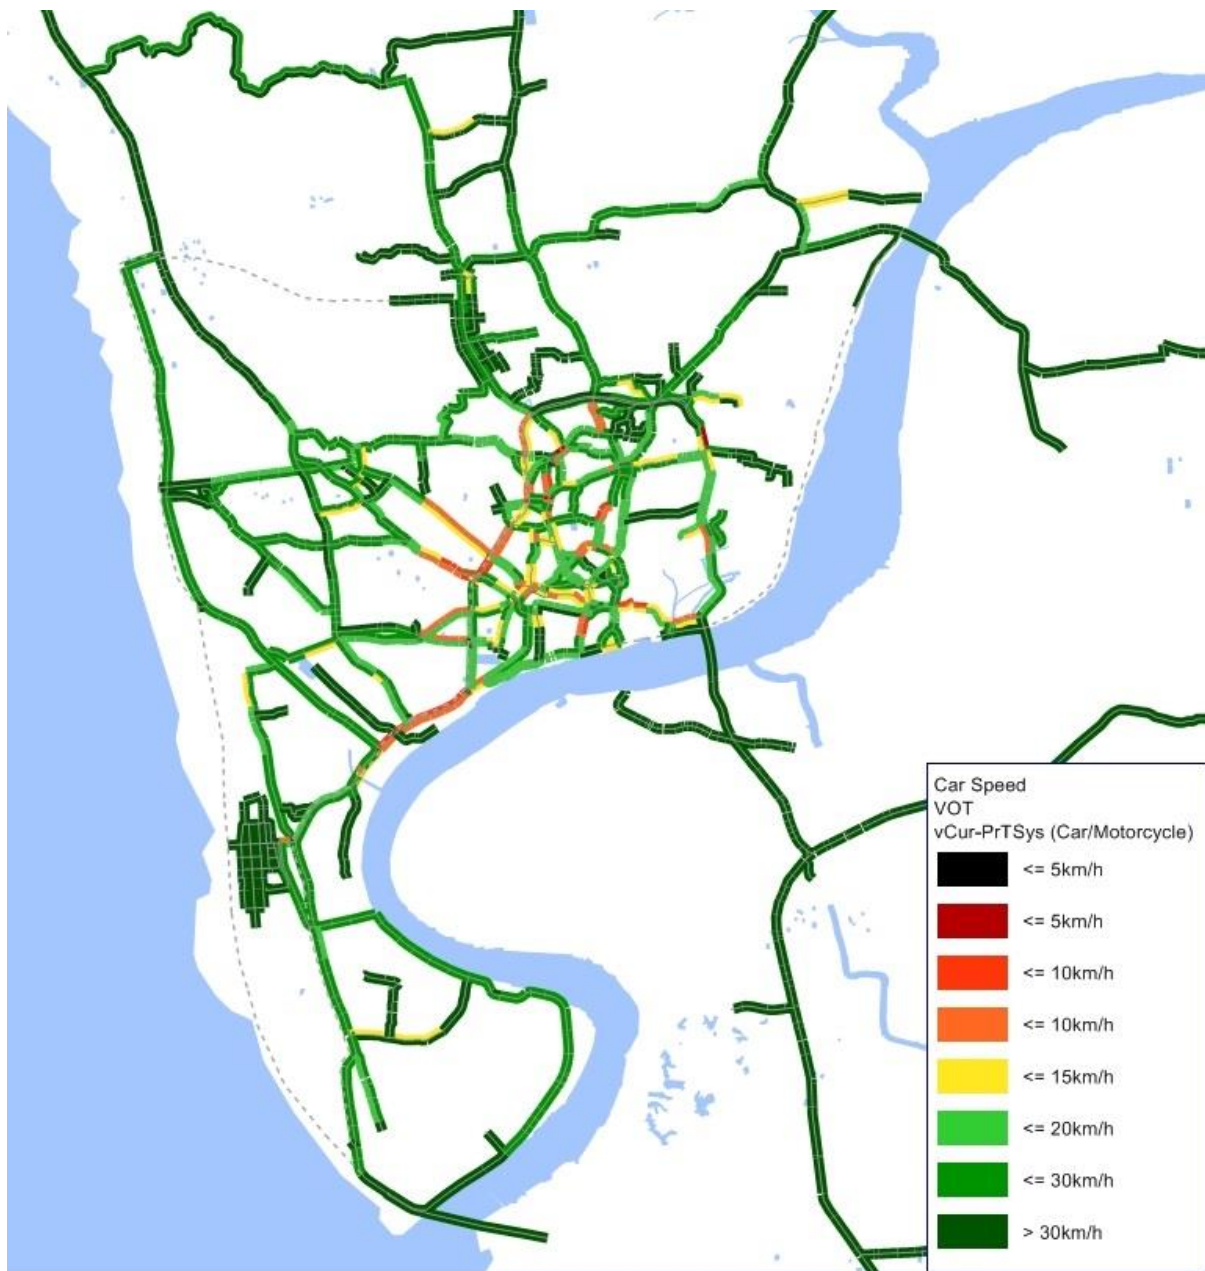 Car Speed
VOT
vCur-PrTSys (Car/Motorcycle)
<= 5km/h
<= 5km/h
<= 10km/h
<= 10km/h
<= 15km/h
<= 20km/h
<= 30km/h
> 30km/h